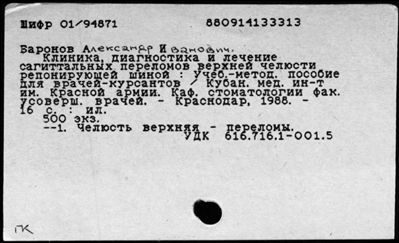 Шифр 01/94871 880914133313
Баронов Александр Иванович.
Клиника, диагностика и лечение
сагиттальных переломов верхней челюсти
репонирующей шиной : Учеб.-метод. пособие
для врачей-курсантов / Кубан. мед. ин-т
им. Красной армии. Каф. стоматологии фак.
усоверш. врачей. - Краснодар, 1988. -
16 с. : ил.
500 экз.
--1. Челюсть верхняя - переломы.
УДК 616.716.1-001.5
ГК